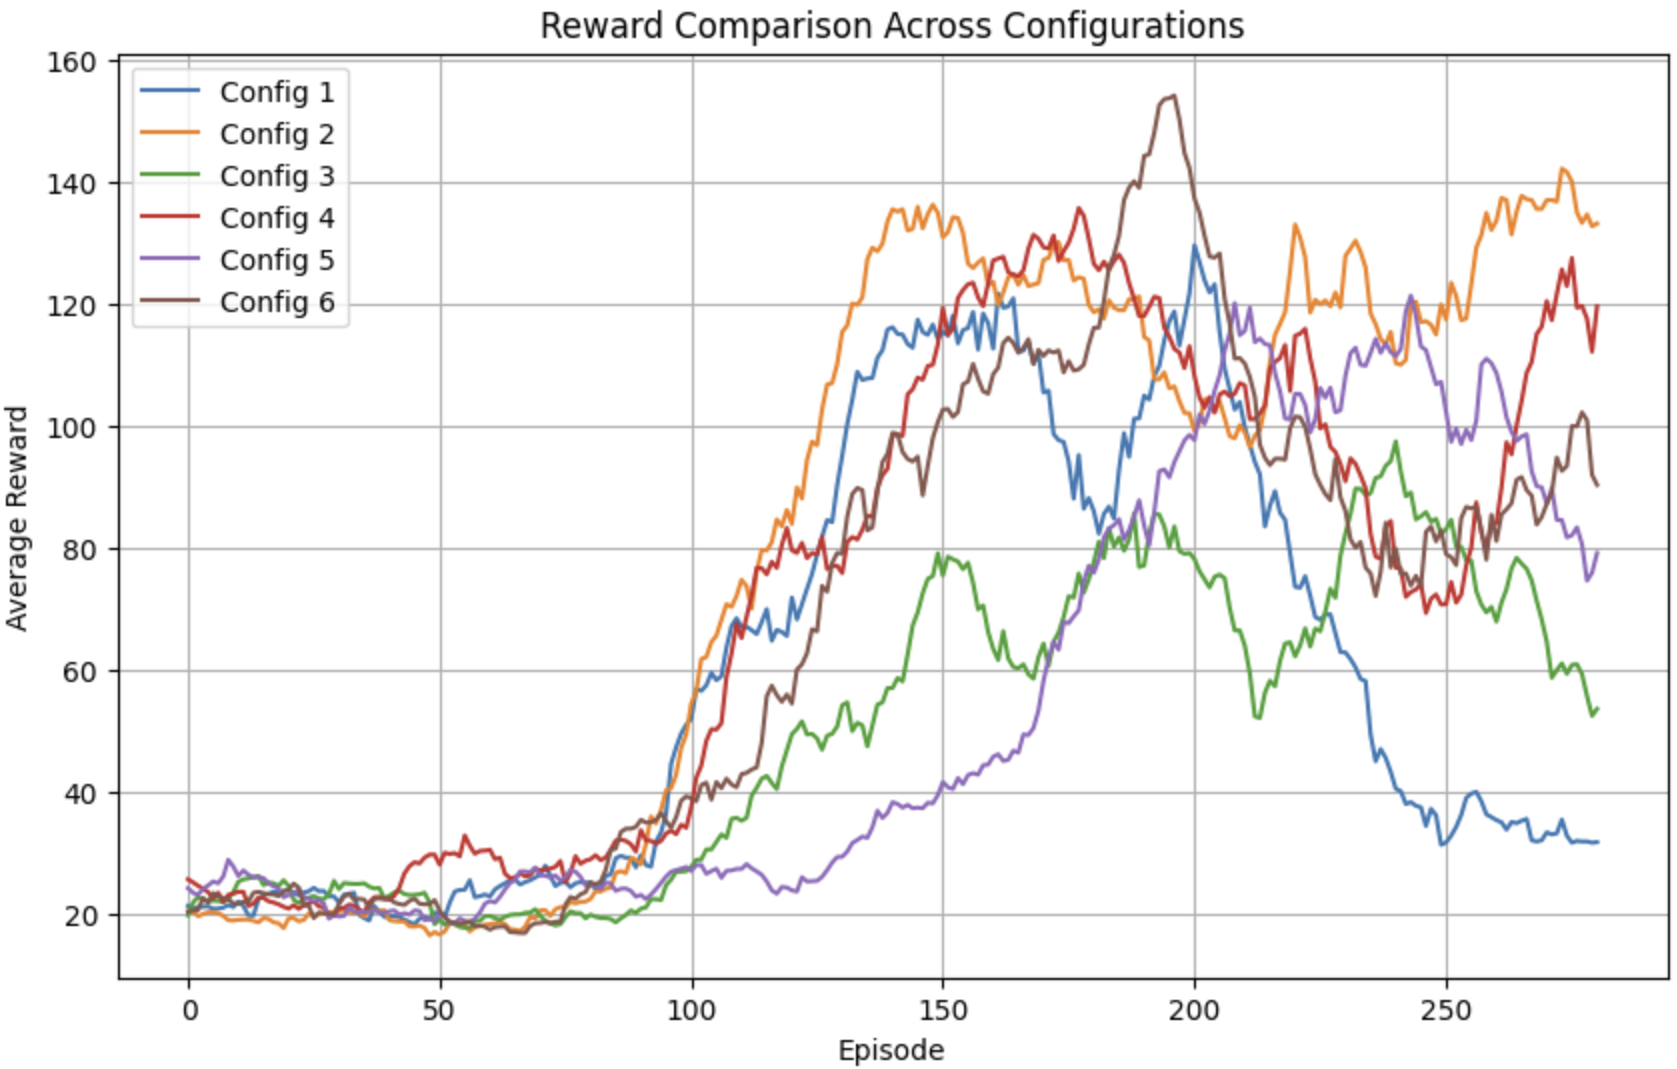 Reward Comparison Across Configurations
160
140
120
100
80
60
40
20
Average Reward
Config 1
Config 2
Config 3
Config 4
Config 5
Config 6
0 50 100 150 200 250
Episode